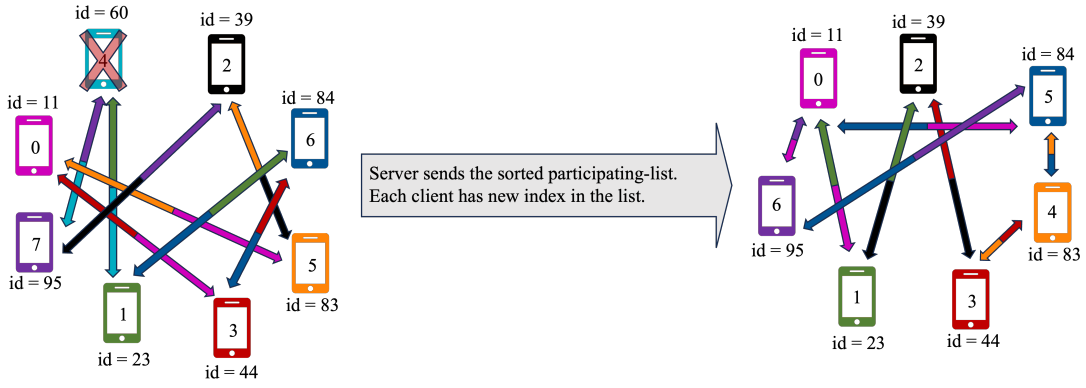 id = 60
4
id = 39
2
id = 11
0
id = 84
6
7
id = 95
5
id = 83
1
id = 23
3
id = 44
Server sends the sorted participating-list.
Each client has new index in the list.
id = 11
0
id = 39
2
id = 84
5
6
id = 95
4
id = 83
1
id = 23
3
id = 44